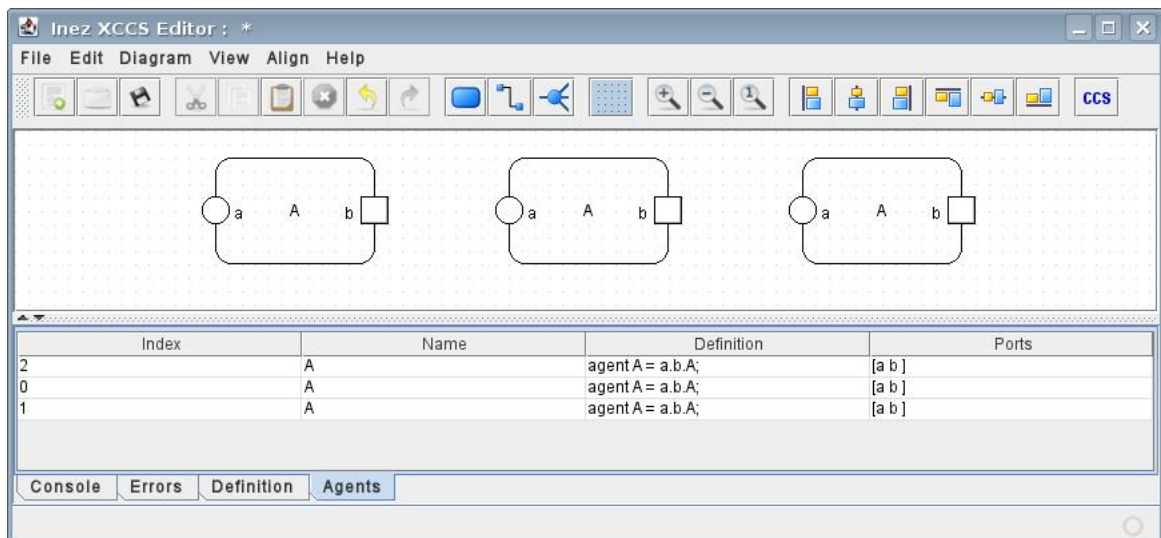 Inez XCCS Editor : *
File Edit Diagram View Align Help
1 CCS
a A b a A b a A b
Index Name Definition Ports
2 A agent A = a.b.A; [a b ]
0 A agent A = a.b.A; [a b ]
1 A agent A = a.b.A; [a b ]
Console Errors Definition Agents